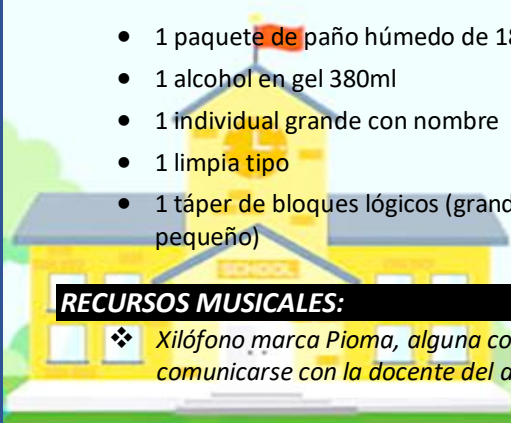 • 1 paquete de paño húmedo de 18
• 1 alcohol en gel 380ml
• 1 individual grande con nombre
• 1 limpia tipo
• 1 táper de bloques lógicos (grand
pequeño)
SCHOOL
RECURSOS MUSICALES:
❖ Xilófono marca Pioma, alguna co
comunicarse con la docente del a